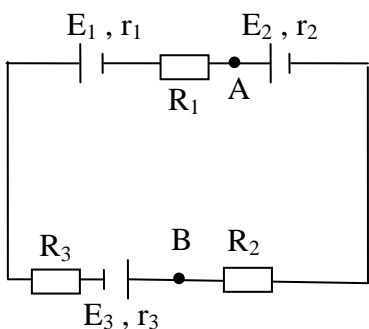 E₁ , r₁ E₂ , r₂
R₁ A
R₃ B R₂
E₃ , r₃